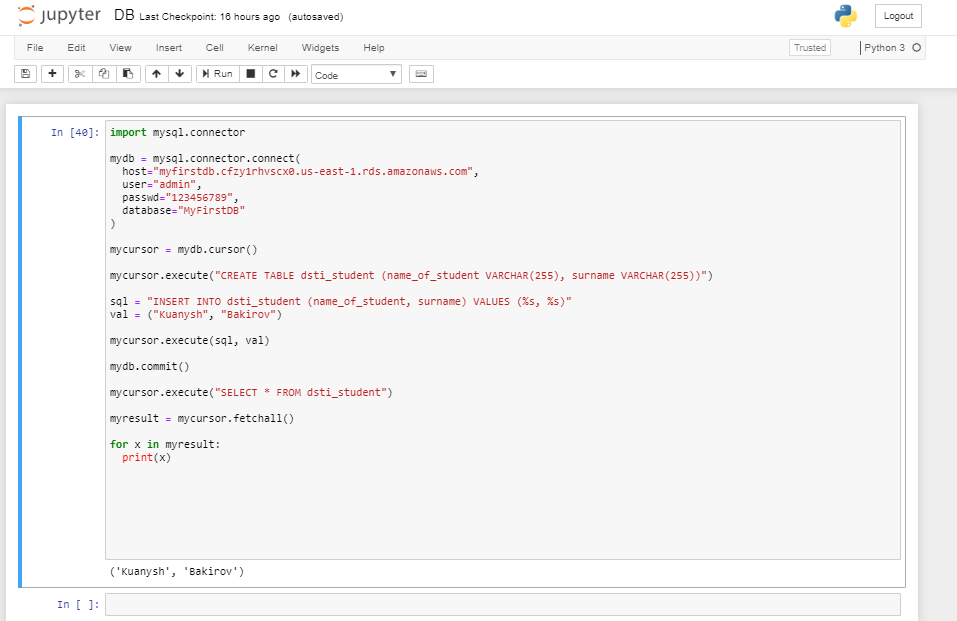 jupyter DB Last Checkpoint: 16 hours ago (autosaved) Logout
File Edit View Insert Cell Kernel Widgets Help Trusted Python 3
Run Code
In [40]: import mysql.connector
mydb = mysql.connector.connect(
host="myfirstdb.cfzy1rhvscx0.us-east-1.rds.amazonaws.com",
user="admin",
passwd="123456789",
database="MyFirstDB"
)
mycursor = mydb.cursor()
mycursor.execute("CREATE TABLE dsti_student (name_of_student VARCHAR(255), surname VARCHAR(255))")
sql = "INSERT INTO dsti_student (name_of_student, surname) VALUES (%s, %s)"
val = ("Kuanysh", "Bakirov")
mycursor.execute(sql, val)
mydb.commit()
mycursor.execute("SELECT * FROM dsti_student")
myresult = mycursor.fetchall()
for x in myresult:
print(x)
('Kuanysh', 'Bakirov')
In [ ]: